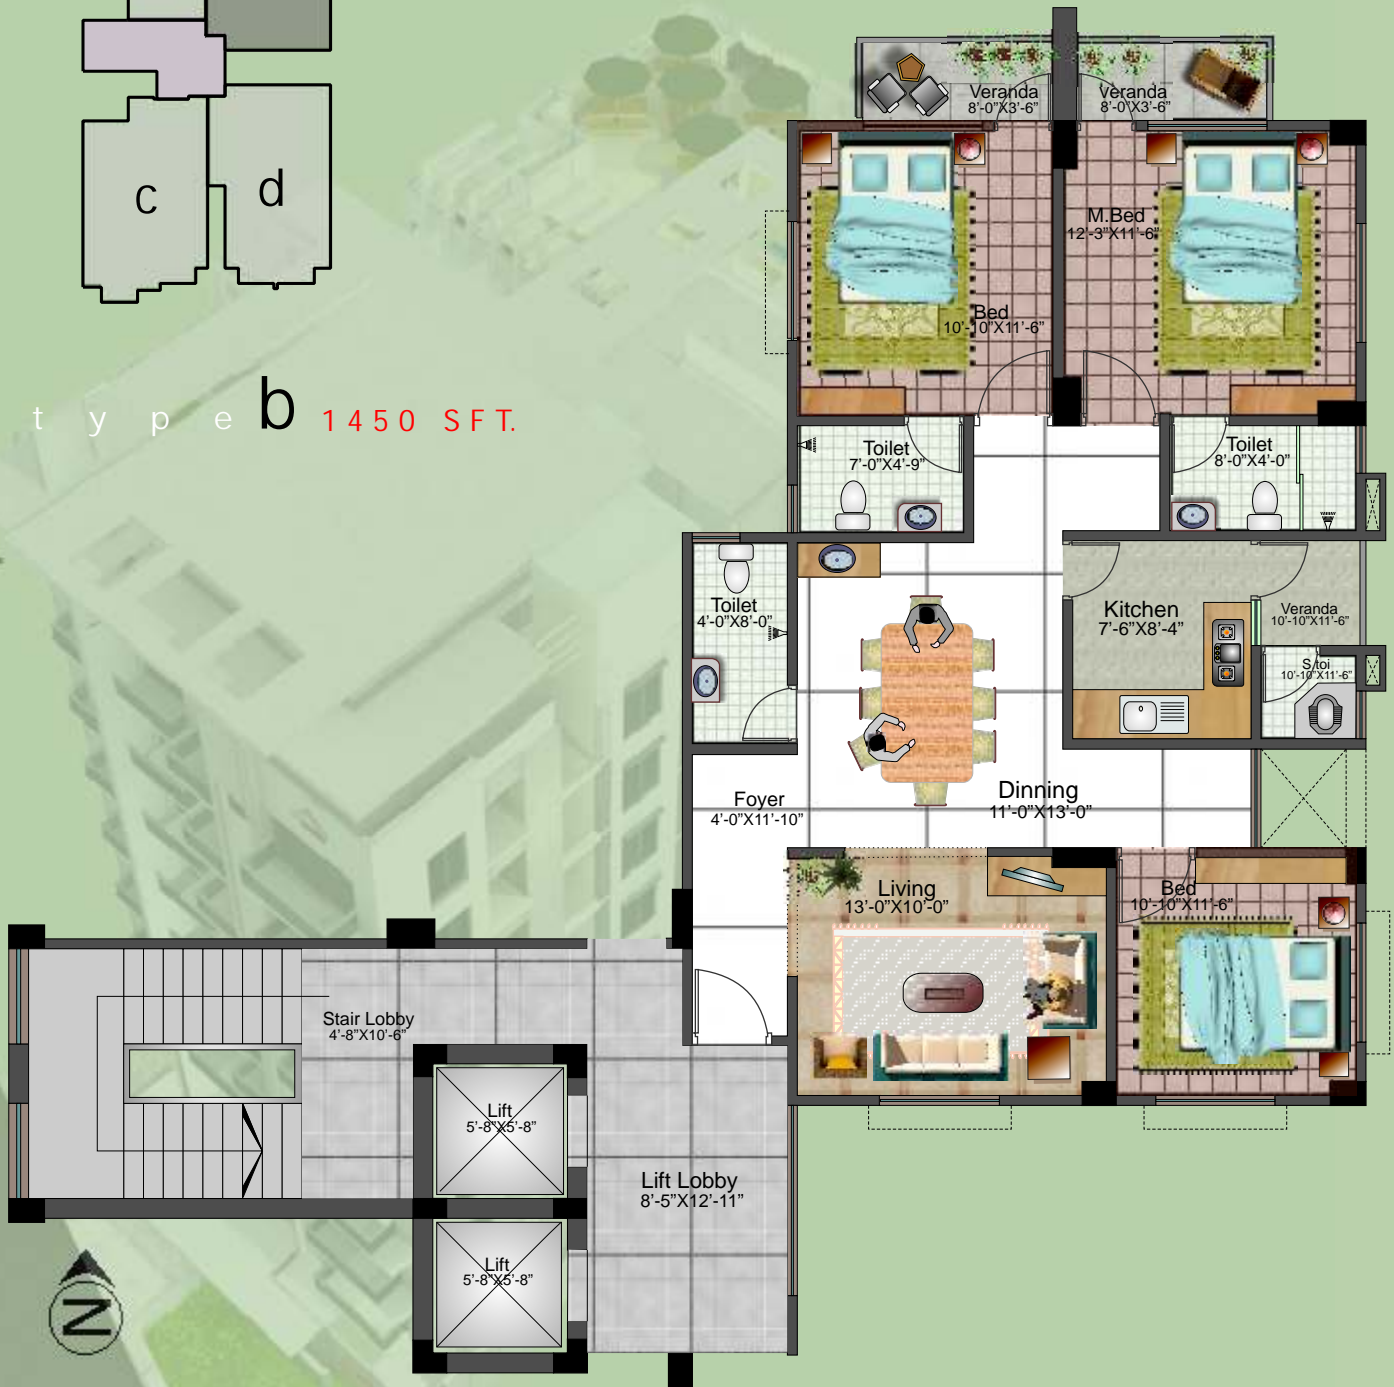 c
d
type b 1450 SFT.
Veranda
8'-0"X3'-6"
Veranda
8'-0"X3'-6"
M.Bed
12'-3"X11'-6"
Bed
10'-10"X11'-6"
Toilet
7'-0"X4'-9"
Toilet
8'-0"X4'-0"
Toilet
4'-0"X8'-0"
Kitchen
7'-6"X8'-4"
Veranda
10'-10"X11'-6"
S.toi
10'-10"X11'-6"
Foyer
4'-0"X11'-10"
Dinning
11'-0"X13'-0"
Living
13'-0"X10'-0"
Bed
10'-10"X11'-6"
Stair Lobby
4'-8"X10'-6"
Lift
5'-8"X5'-8"
Lift Lobby
8'-5"X12'-11"
Lift
5'-8"X5'-8"
N